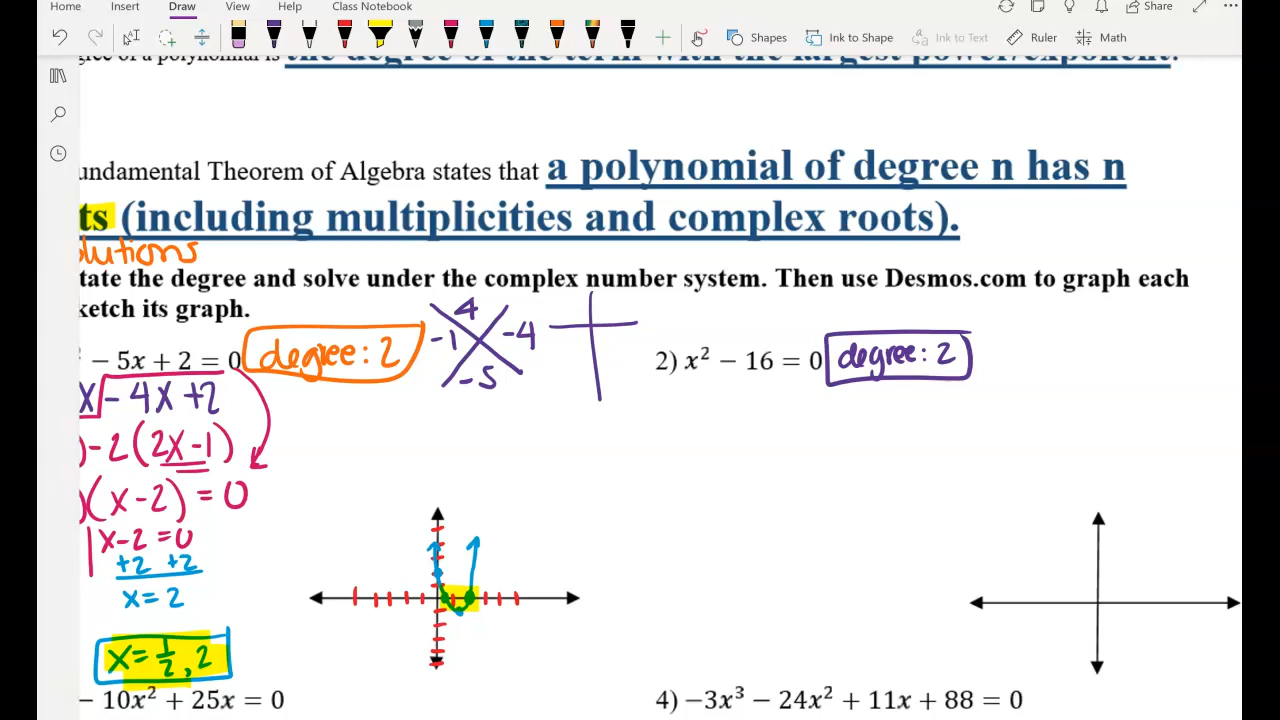 Home Insert Draw View Help Class Notebook Share
Shapes Ink to Shape Ink to Text Ruler Math
gree of a polynomial is the degree of the term with the largest power/exponent.
undamental Theorem of Algebra states that a polynomial of degree n has n
ts (including multiplicities and complex roots).
lutions
tate the degree and solve under the complex number system. Then use Desmos.com to graph each
ketch its graph.
² − 5x + 2 = 0 degree: 2
4
-1 -4
-5
2) x² − 16 = 0 degree: 2
x - 4x + 2
) -2 (2x - 1)
)(x - 2) = 0
x - 2 = 0
+2 +2
x = 2
x = 1/2, 2
− 10x² + 25x = 0
4) −3x³ − 24x² + 11x + 88 = 0